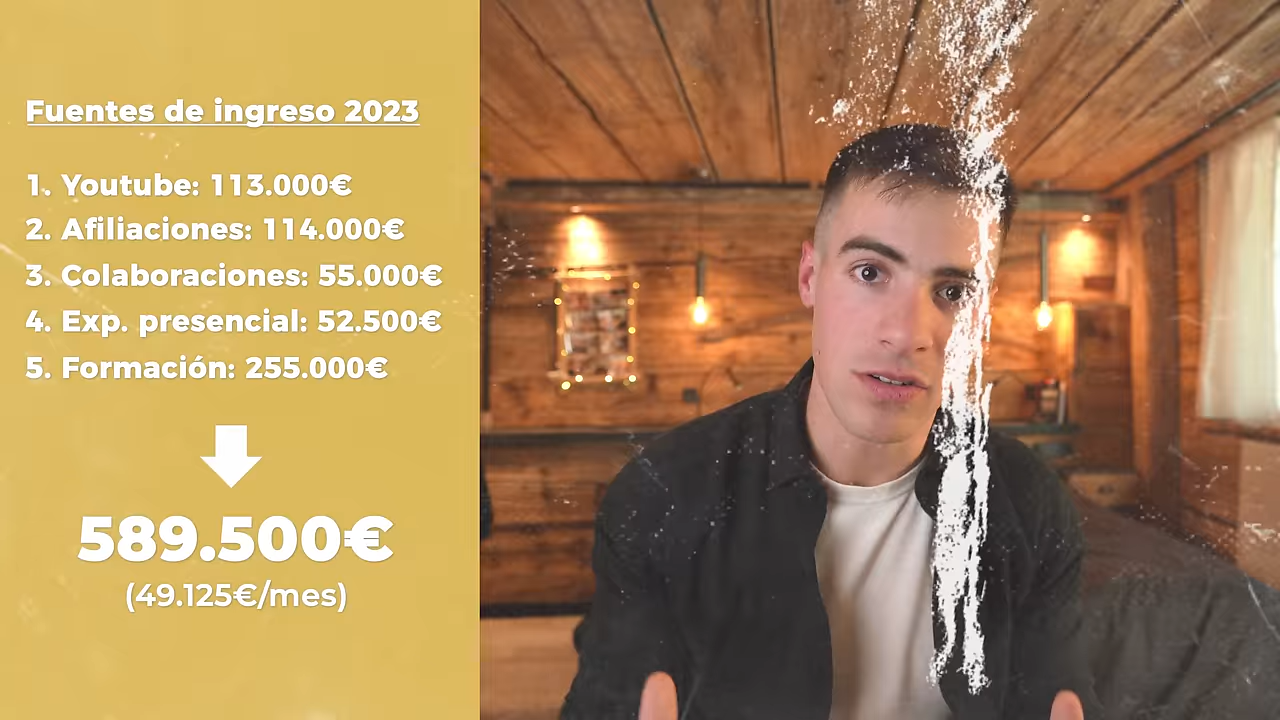 Fuentes de ingreso 2023
1. Youtube: 113.000€
2. Afiliaciones: 114.000€
3. Colaboraciones: 55.000€
4. Exp. presencial: 52.500€
5. Formación: 255.000€
589.500€
(49.125€/mes)